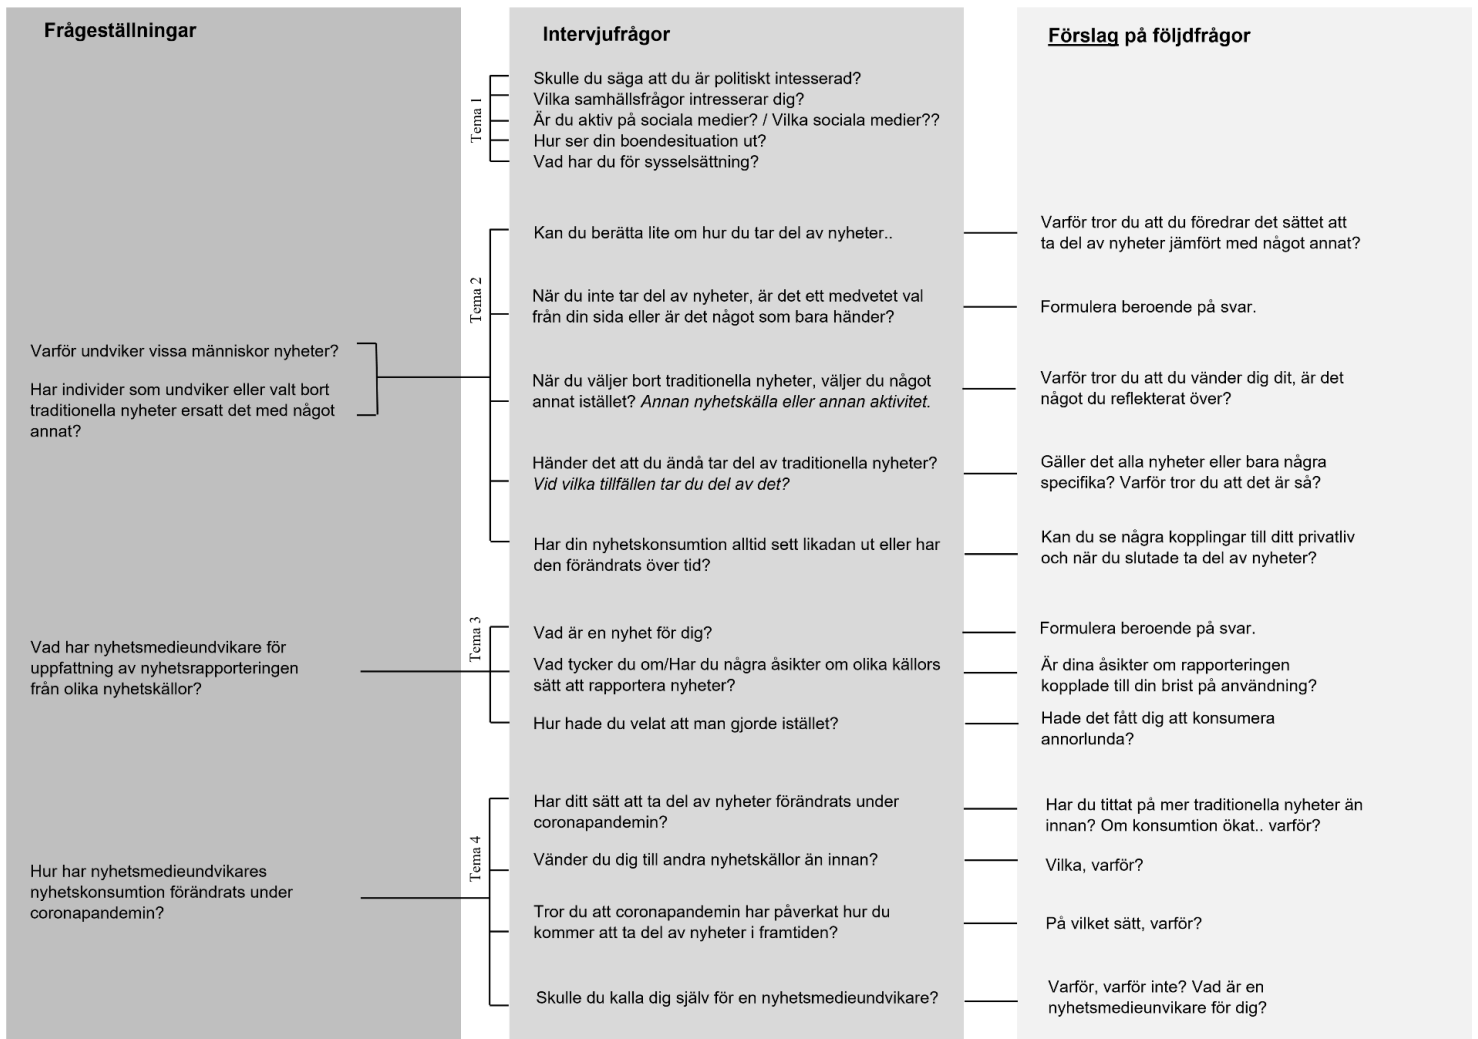 Frågeställningar
Intervjufrågor
Förslag på följdfrågor
Tema 1
Skulle du säga att du är politiskt intesserad?
Vilka samhällsfrågor intresserar dig?
Är du aktiv på sociala medier? / Vilka sociala medier??
Hur ser din boendesituation ut?
Vad har du för sysselsättning?
Varför undviker vissa människor nyheter?
Har individer som undviker eller valt bort
traditionella nyheter ersatt det med något
annat?
Tema 2
Kan du berätta lite om hur du tar del av nyheter..
Varför tror du att du föredrar det sättet att
ta del av nyheter jämfört med något annat?
När du inte tar del av nyheter, är det ett medvetet val
från din sida eller är det något som bara händer?
Formulera beroende på svar.
När du väljer bort traditionella nyheter, väljer du något
annat istället? Annan nyhetskälla eller annan aktivitet.
Varför tror du att du vänder dig dit, är det
något du reflekterat över?
Händer det att du ändå tar del av traditionella nyheter?
Vid vilka tillfällen tar du del av det?
Gäller det alla nyheter eller bara några
specifika? Varför tror du att det är så?
Har din nyhetskonsumtion alltid sett likadan ut eller har
den förändrats över tid?
Kan du se några kopplingar till ditt privatliv
och när du slutade ta del av nyheter?
Vad har nyhetsmedieundvikare för
uppfattning av nyhetsrapporteringen
från olika nyhetskällor?
Tema 3
Vad är en nyhet för dig?
Formulera beroende på svar.
Vad tycker du om/Har du några åsikter om olika källors
sätt att rapportera nyheter?
Är dina åsikter om rapporteringen
kopplade till din brist på användning?
Hur hade du velat att man gjorde istället?
Hade det fått dig att konsumera
annorlunda?
Hur har nyhetsmedieundvikares
nyhetskonsumtion förändrats under
coronapandemin?
Tema 4
Har ditt sätt att ta del av nyheter förändrats under
coronapandemin?
Har du tittat på mer traditionella nyheter än
innan? Om konsumtion ökat.. varför?
Vänder du dig till andra nyhetskällor än innan?
Vilka, varför?
Tror du att coronapandemin har påverkat hur du
kommer att ta del av nyheter i framtiden?
På vilket sätt, varför?
Skulle du kalla dig själv för en nyhetsmedieundvikare?
Varför, varför inte? Vad är en
nyhetsmedieunvikare för dig?